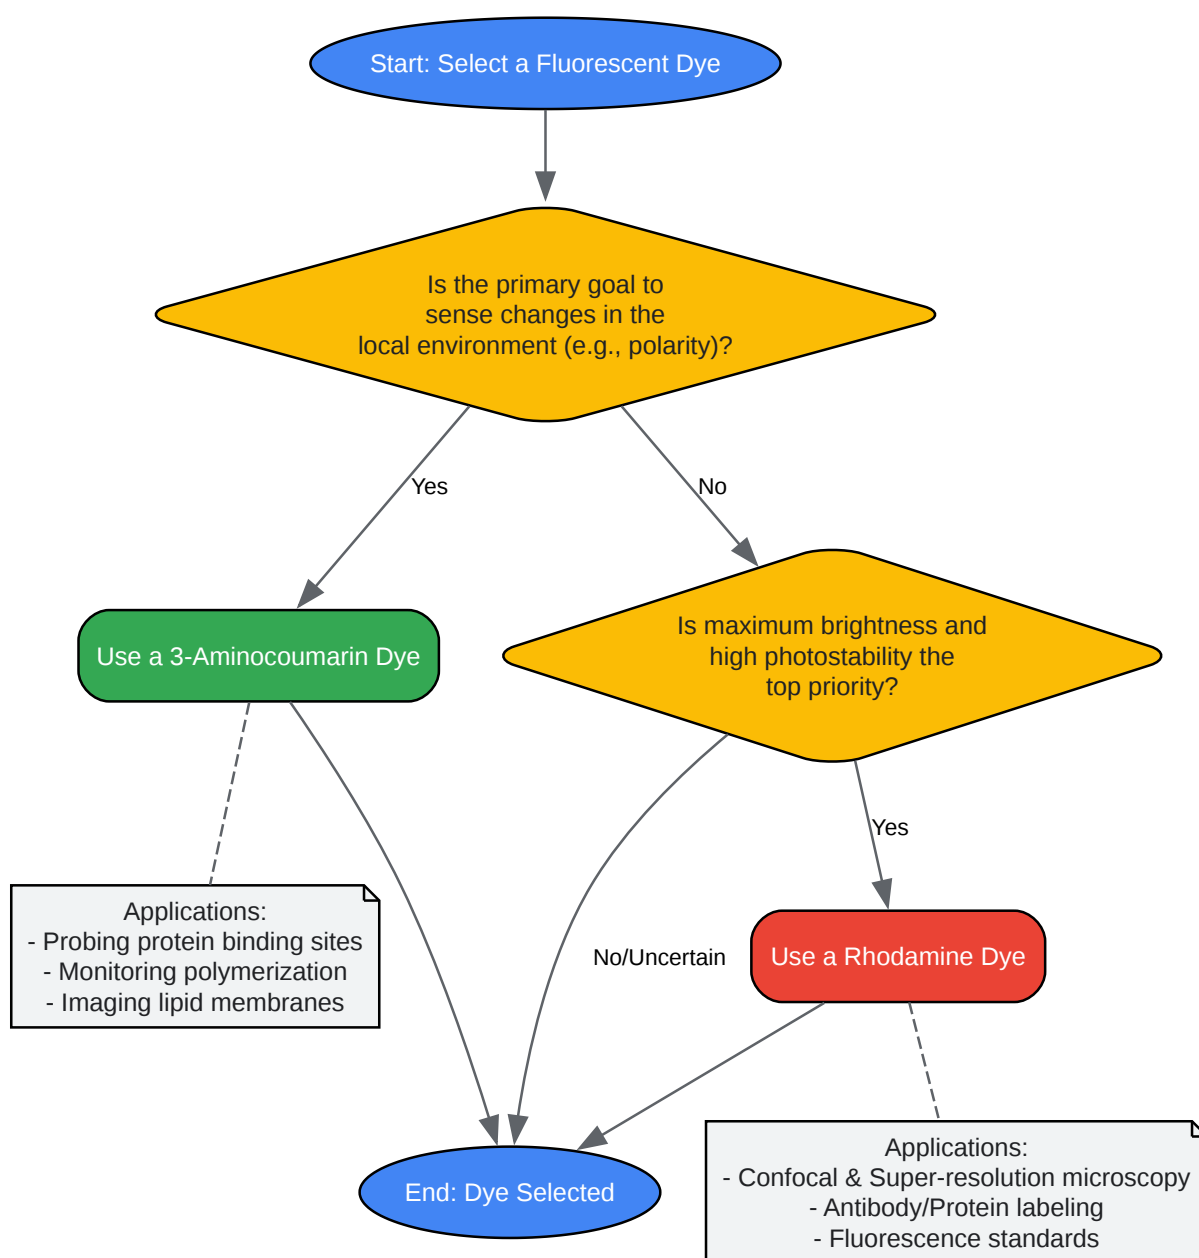 Start: Select a Fluorescent Dye
Is the primary goal to
sense changes in the
local environment (e.g., polarity)?
Yes
No
Use a 3-Aminocoumarin Dye
Is maximum brightness and
high photostability the
top priority?
Yes
Applications:
- Probing protein binding sites
- Monitoring polymerization
- Imaging lipid membranes
No/Uncertain
Use a Rhodamine Dye
End: Dye Selected
Applications:
- Confocal & Super-resolution microscopy
- Antibody/Protein labeling
- Fluorescence standards